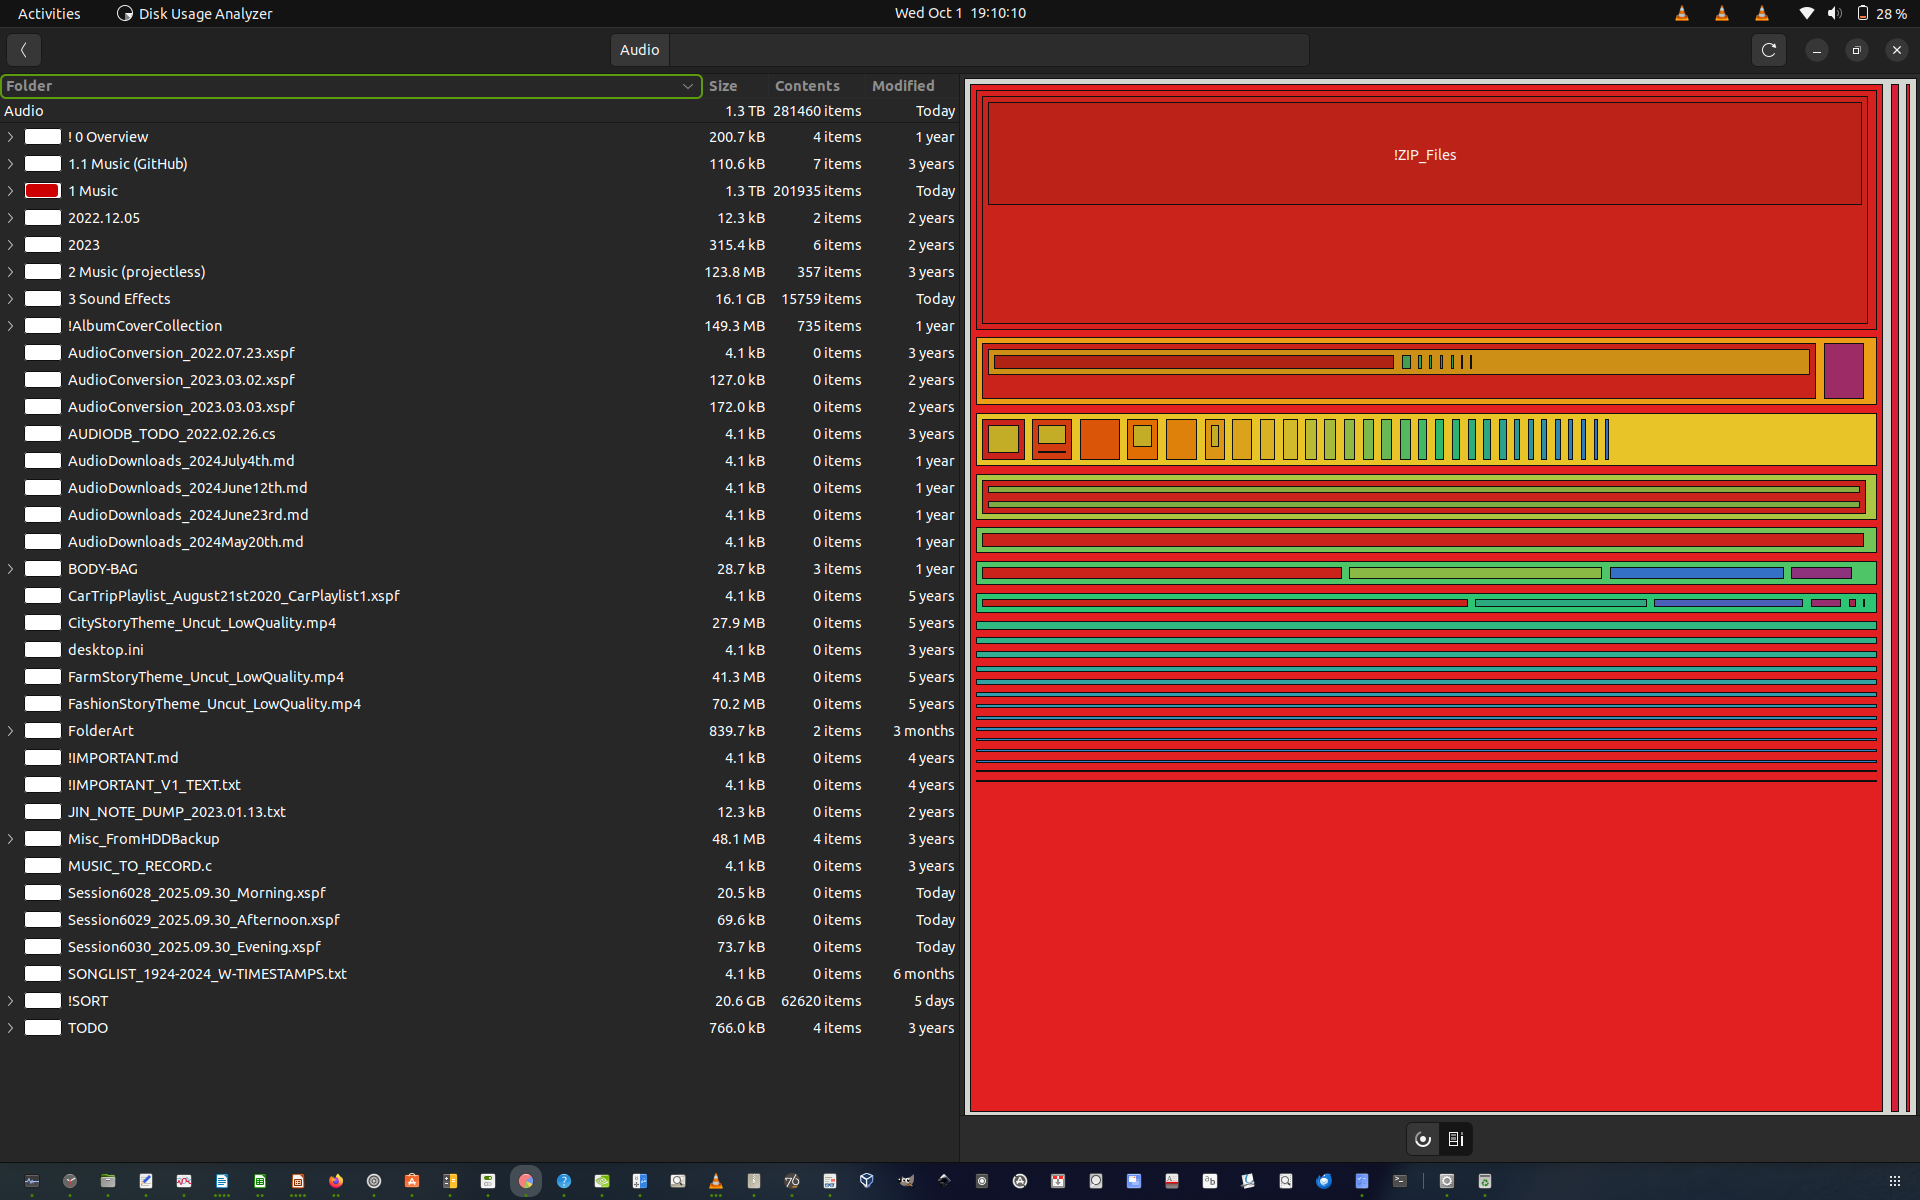 Activities Disk Usage Analyzer Wed Oct 1 19:10:10 28 %
Audio
Folder Size Contents Modified
Audio 1.3 TB 281460 items Today
! 0 Overview 200.7 kB 4 items 1 year
1.1 Music (GitHub) 110.6 kB 7 items 3 years
1 Music 1.3 TB 201935 items Today
2022.12.05 12.3 kB 2 items 2 years
2023 315.4 kB 6 items 2 years
2 Music (projectless) 123.8 MB 357 items 3 years
3 Sound Effects 16.1 GB 15759 items Today
!AlbumCoverCollection 149.3 MB 735 items 1 year
AudioConversion_2022.07.23.xspf 4.1 kB 0 items 3 years
AudioConversion_2023.03.02.xspf 127.0 kB 0 items 2 years
AudioConversion_2023.03.03.xspf 172.0 kB 0 items 2 years
AUDIODB_TODO_2022.02.26.cs 4.1 kB 0 items 3 years
AudioDownloads_2024July4th.md 4.1 kB 0 items 1 year
AudioDownloads_2024June12th.md 4.1 kB 0 items 1 year
AudioDownloads_2024June23rd.md 4.1 kB 0 items 1 year
AudioDownloads_2024May20th.md 4.1 kB 0 items 1 year
BODY-BAG 28.7 kB 3 items 1 year
CarTripPlaylist_August21st2020_CarPlaylist1.xspf 4.1 kB 0 items 5 years
CityStoryTheme_Uncut_LowQuality.mp4 27.9 MB 0 items 5 years
desktop.ini 4.1 kB 0 items 3 years
FarmStoryTheme_Uncut_LowQuality.mp4 41.3 MB 0 items 5 years
FashionStoryTheme_Uncut_LowQuality.mp4 70.2 MB 0 items 5 years
FolderArt 839.7 kB 2 items 3 months
!IMPORTANT.md 4.1 kB 0 items 4 years
!IMPORTANT_V1_TEXT.txt 4.1 kB 0 items 4 years
JIN_NOTE_DUMP_2023.01.13.txt 12.3 kB 0 items 2 years
Misc_FromHDDBackup 48.1 MB 4 items 3 years
MUSIC_TO_RECORD.c 4.1 kB 0 items 3 years
Session6028_2025.09.30_Morning.xspf 20.5 kB 0 items Today
Session6029_2025.09.30_Afternoon.xspf 69.6 kB 0 items Today
Session6030_2025.09.30_Evening.xspf 73.7 kB 0 items Today
SONGLIST_1924-2024_W-TIMESTAMPS.txt 4.1 kB 0 items 6 months
!SORT 20.6 GB 62620 items 5 days
TODO 766.0 kB 4 items 3 years
!ZIP_Files